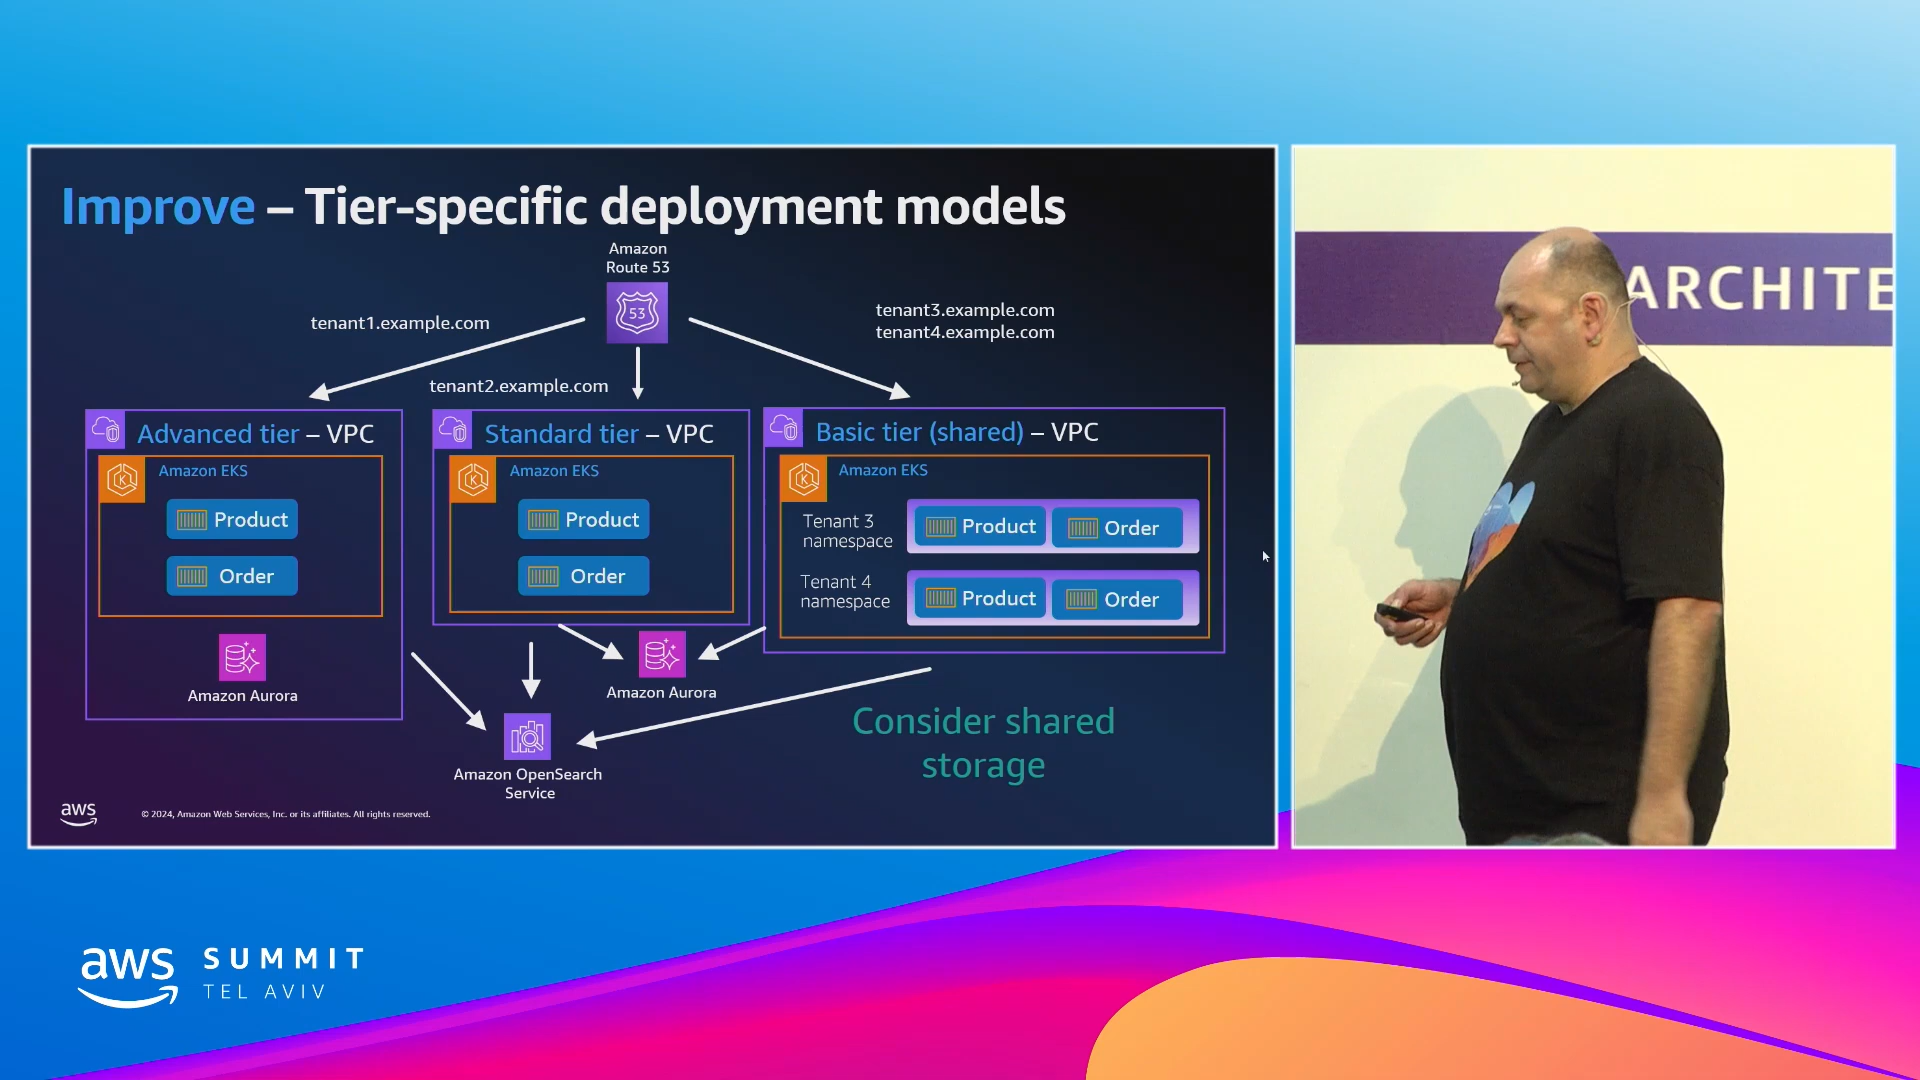 Improve – Tier-specific deployment models
Amazon
Route 53
53
tenant1.example.com
tenant2.example.com
tenant3.example.com
tenant4.example.com
Advanced tier – VPC
Amazon EKS
K
Product
Order
Amazon Aurora
Standard tier – VPC
Amazon EKS
K
Product
Order
Basic tier (shared) – VPC
Amazon EKS
K
Tenant 3
namespace
Product
Order
Tenant 4
namespace
Product
Order
Amazon Aurora
Amazon OpenSearch
Service
Consider shared
storage
aws
© 2024, Amazon Web Services, Inc. or its affiliates. All rights reserved.
ARCHITE
aws
SUMMIT
TEL AVIV